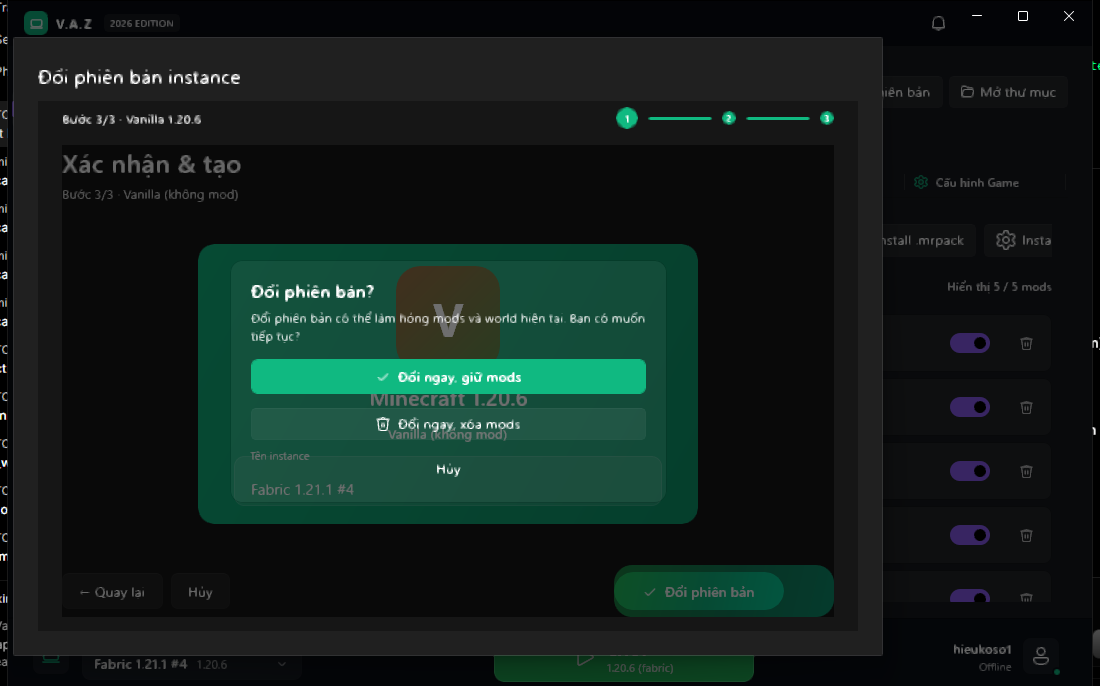 V.A.Z 2026 EDITION
Đổi phiên bản instance
bản
Mở thư mục
Bước 3/3 · Vanilla 1.20.6
1 2 3
Xác nhận & tạo
Bước 3/3 · Vanilla (không mod)
Cấu hình Game
.mrpack
Hiển thị 5 / 5 mods
V
Đổi phiên bản?
Đổi phiên bản có thể làm hỏng mods và world hiện tại. Bạn có muốn
tiếp tục?
Đổi ngay, giữ mods
Minecraft 1.20.6
Đổi ngay, xóa mods
Vanilla (không mod)
Tên instance
Hủy
Fabric 1.21.1 #4
← Quay lại
Hủy
Đổi phiên bản
Fabric 1.21.1 #4 1.20.6
1.20.6 (fabric)
hieukoso1
Offline